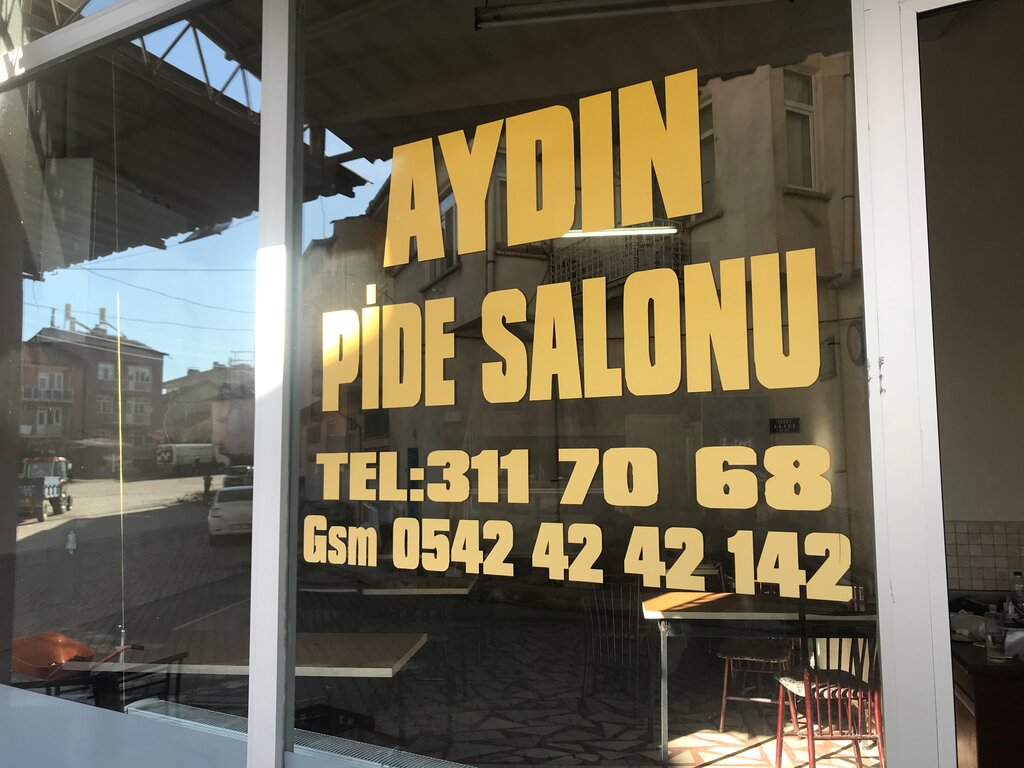 AYDIN
PİDE SALONU
TEL:311 70 68
Gsm 0542 42 42 142